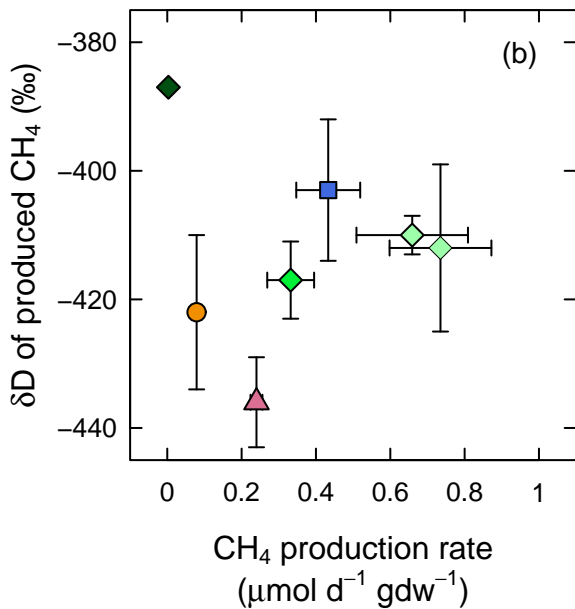 (b)
δD of produced CH₄ (‰)
−380
−400
−420
−440
0 0.2 0.4 0.6 0.8 1
CH₄ production rate
(μmol d⁻¹ gdw⁻¹)